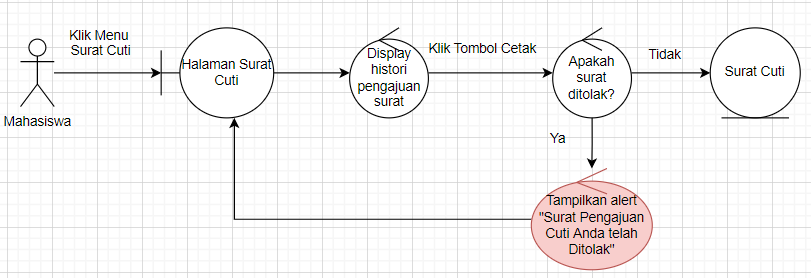 Klik Menu
Surat Cuti
Mahasiswa
Halaman Surat
Cuti
Display
histori
pengajuan
surat
Klik Tombol Cetak
Apakah
surat
ditolak?
Tidak
Surat Cuti
Ya
Tampilkan alert
"Surat Pengajuan
Cuti Anda telah
Ditolak"